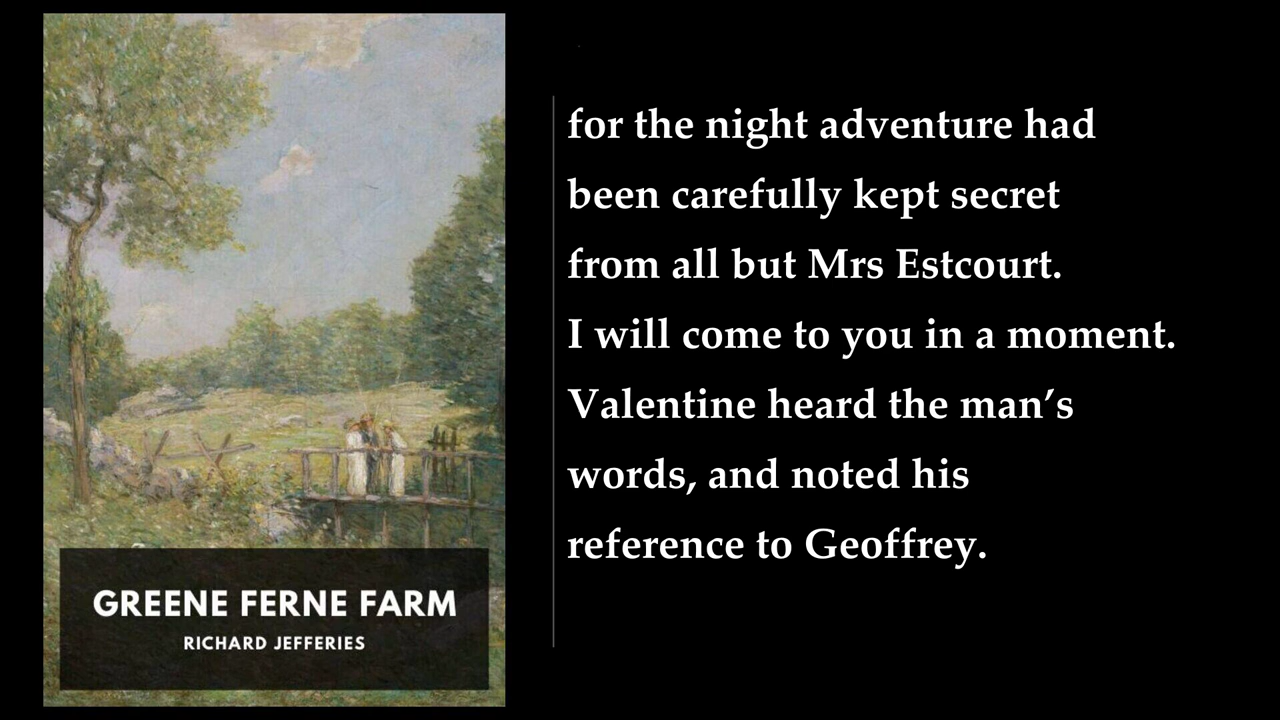 GREENE FERNE FARM
RICHARD JEFFERIES
for the night adventure had
been carefully kept secret
from all but Mrs Estcourt.
I will come to you in a moment.
Valentine heard the man’s
words, and noted his
reference to Geoffrey.